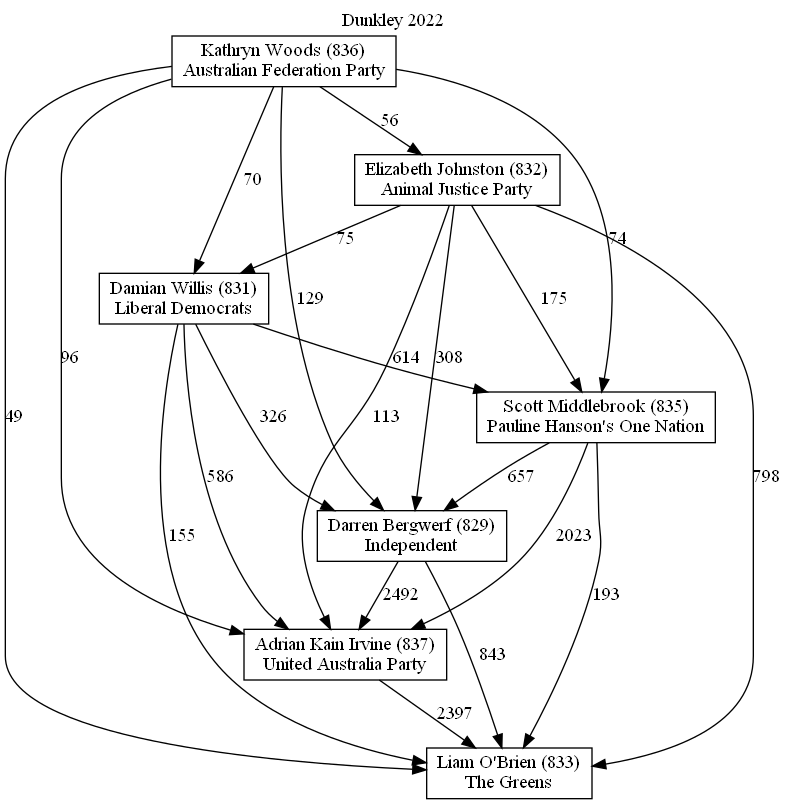 Dunkley 2022
Kathryn Woods (836)
Australian Federation Party
56
Elizabeth Johnston (832)
Animal Justice Party
70
74
75
Damian Willis (831)
Liberal Democrats
129
175
96
614
308
Scott Middlebrook (835)
Pauline Hanson's One Nation
49
326
113
586
657
798
Darren Bergwerf (829)
Independent
155
2023
2492
193
Adrian Kain Irvine (837)
United Australia Party
843
2397
Liam O'Brien (833)
The Greens